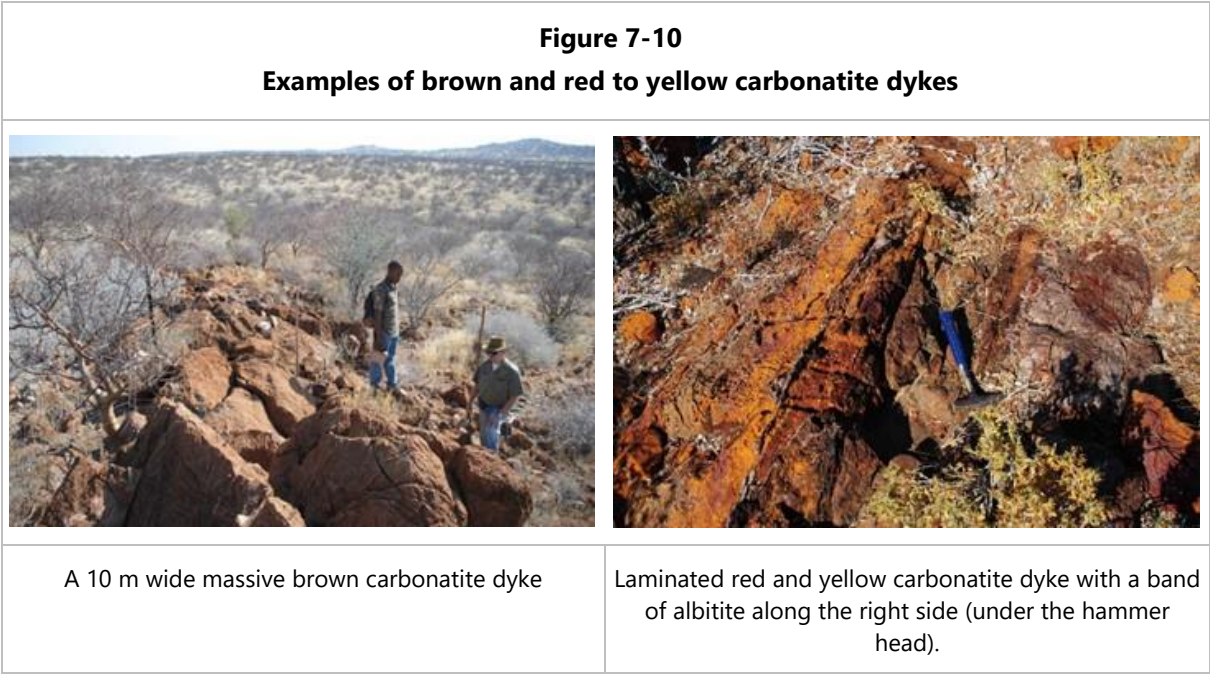 Figure 7-10
Examples of brown and red to yellow carbonatite dykes
A 10 m wide massive brown carbonatite dyke
Laminated red and yellow carbonatite dyke with a band
of albitite along the right side (under the hammer
head).